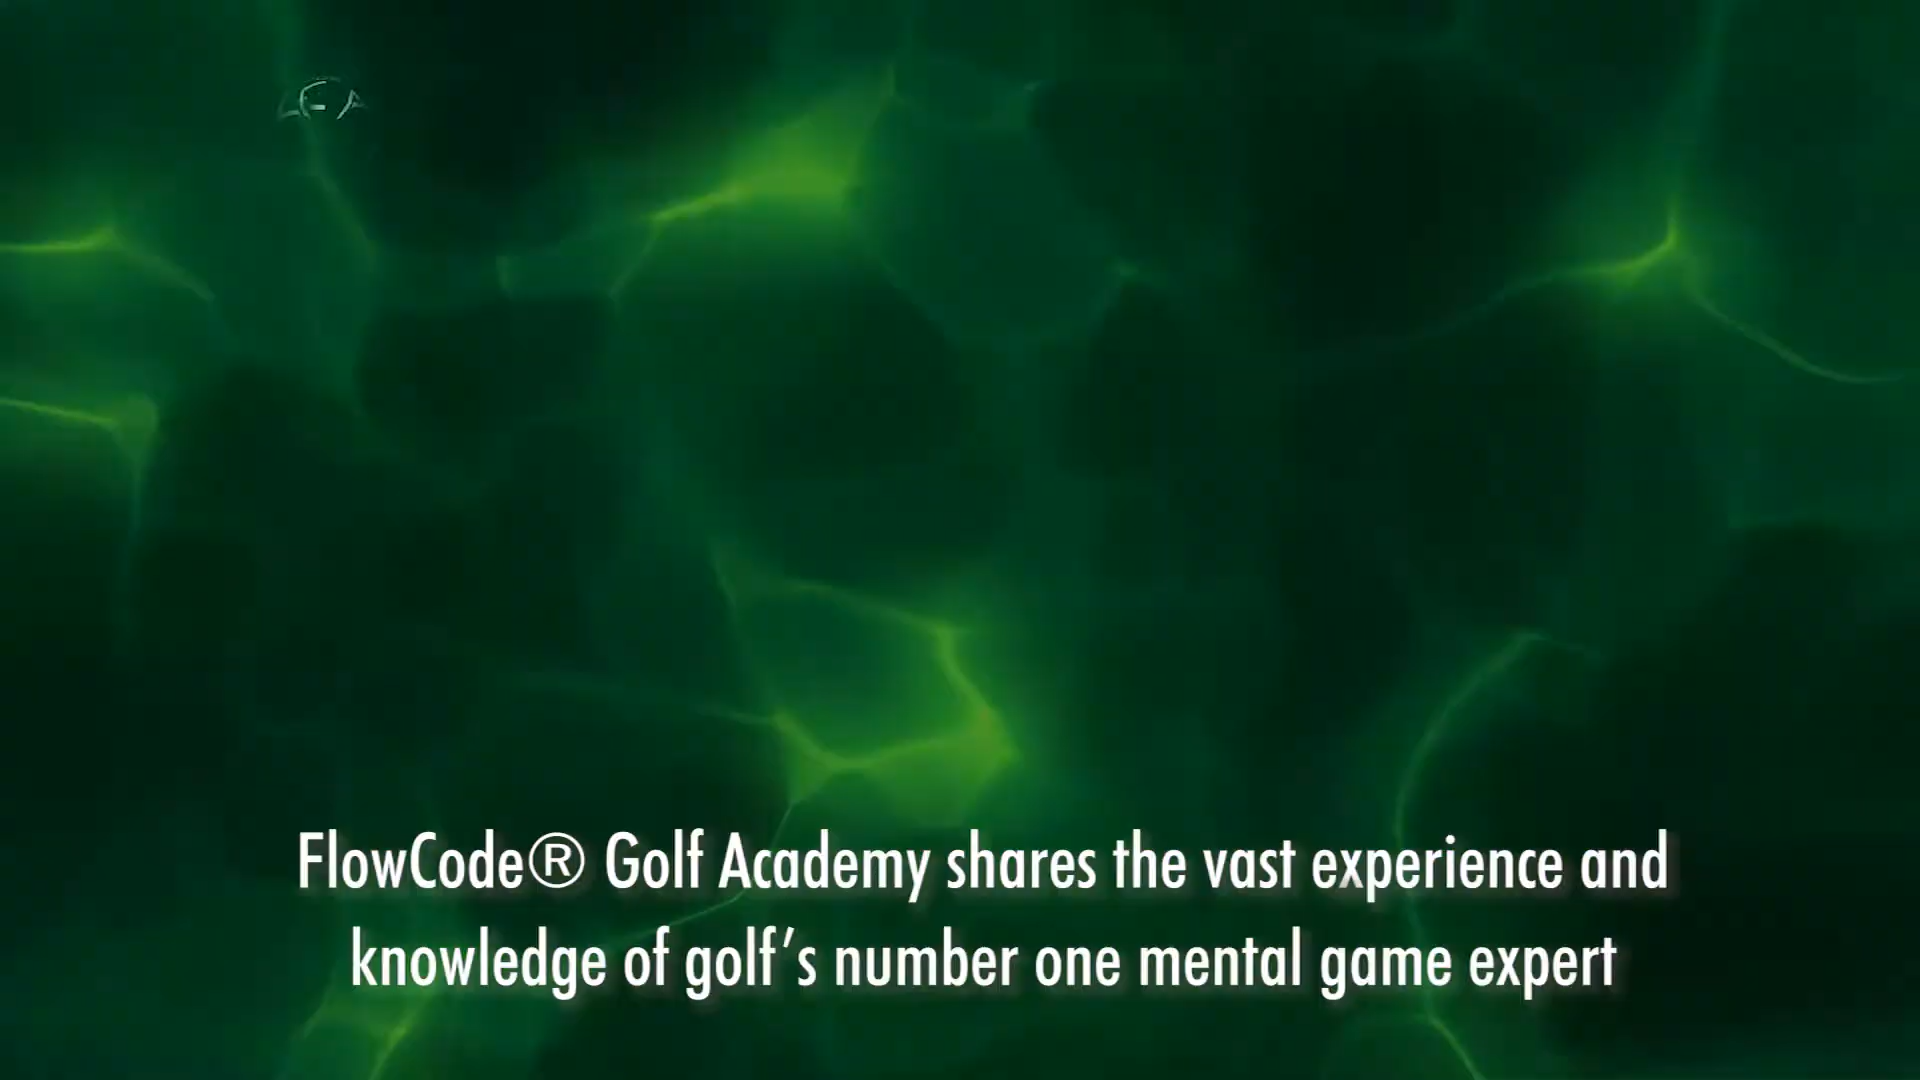 FlowCode® Golf Academy shares the vast experience and
knowledge of golf’s number one mental game expert